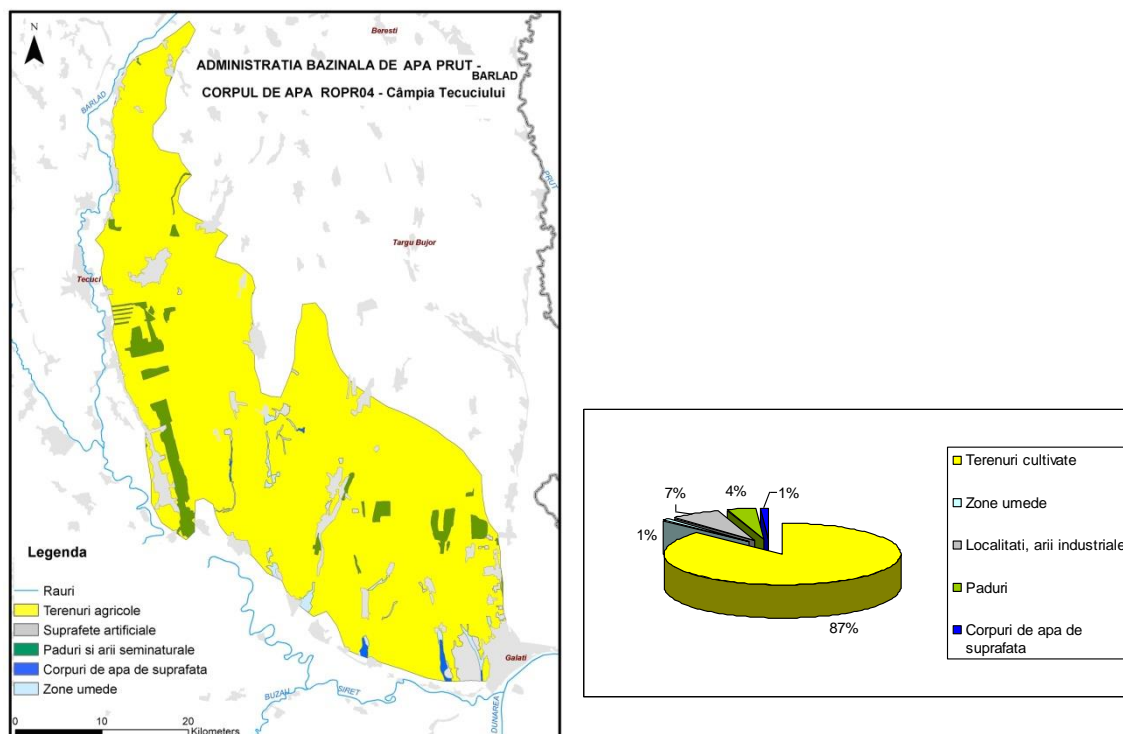 N
Beresti
ADMINISTRATIA BAZINALA DE APA PRUT -
BARLAD
CORPUL DE APA ROPR04 - Câmpia Tecuciului
BARLAD
PRUT
Targu Bujor
Tecuci
Legenda
Rauri
Terenuri agricole
Suprafete artificiale
Paduri si arii seminaturale
Corpuri de apa de suprafata
Zone umede
Galati
BUZAU
SIRET
DUNAREA
0 10 20
Kilometers
7%
4%
1%
1%
87%
Terenuri cultivate
Zone umede
Localitati, arii industriale
Paduri
Corpuri de apa de
suprafata